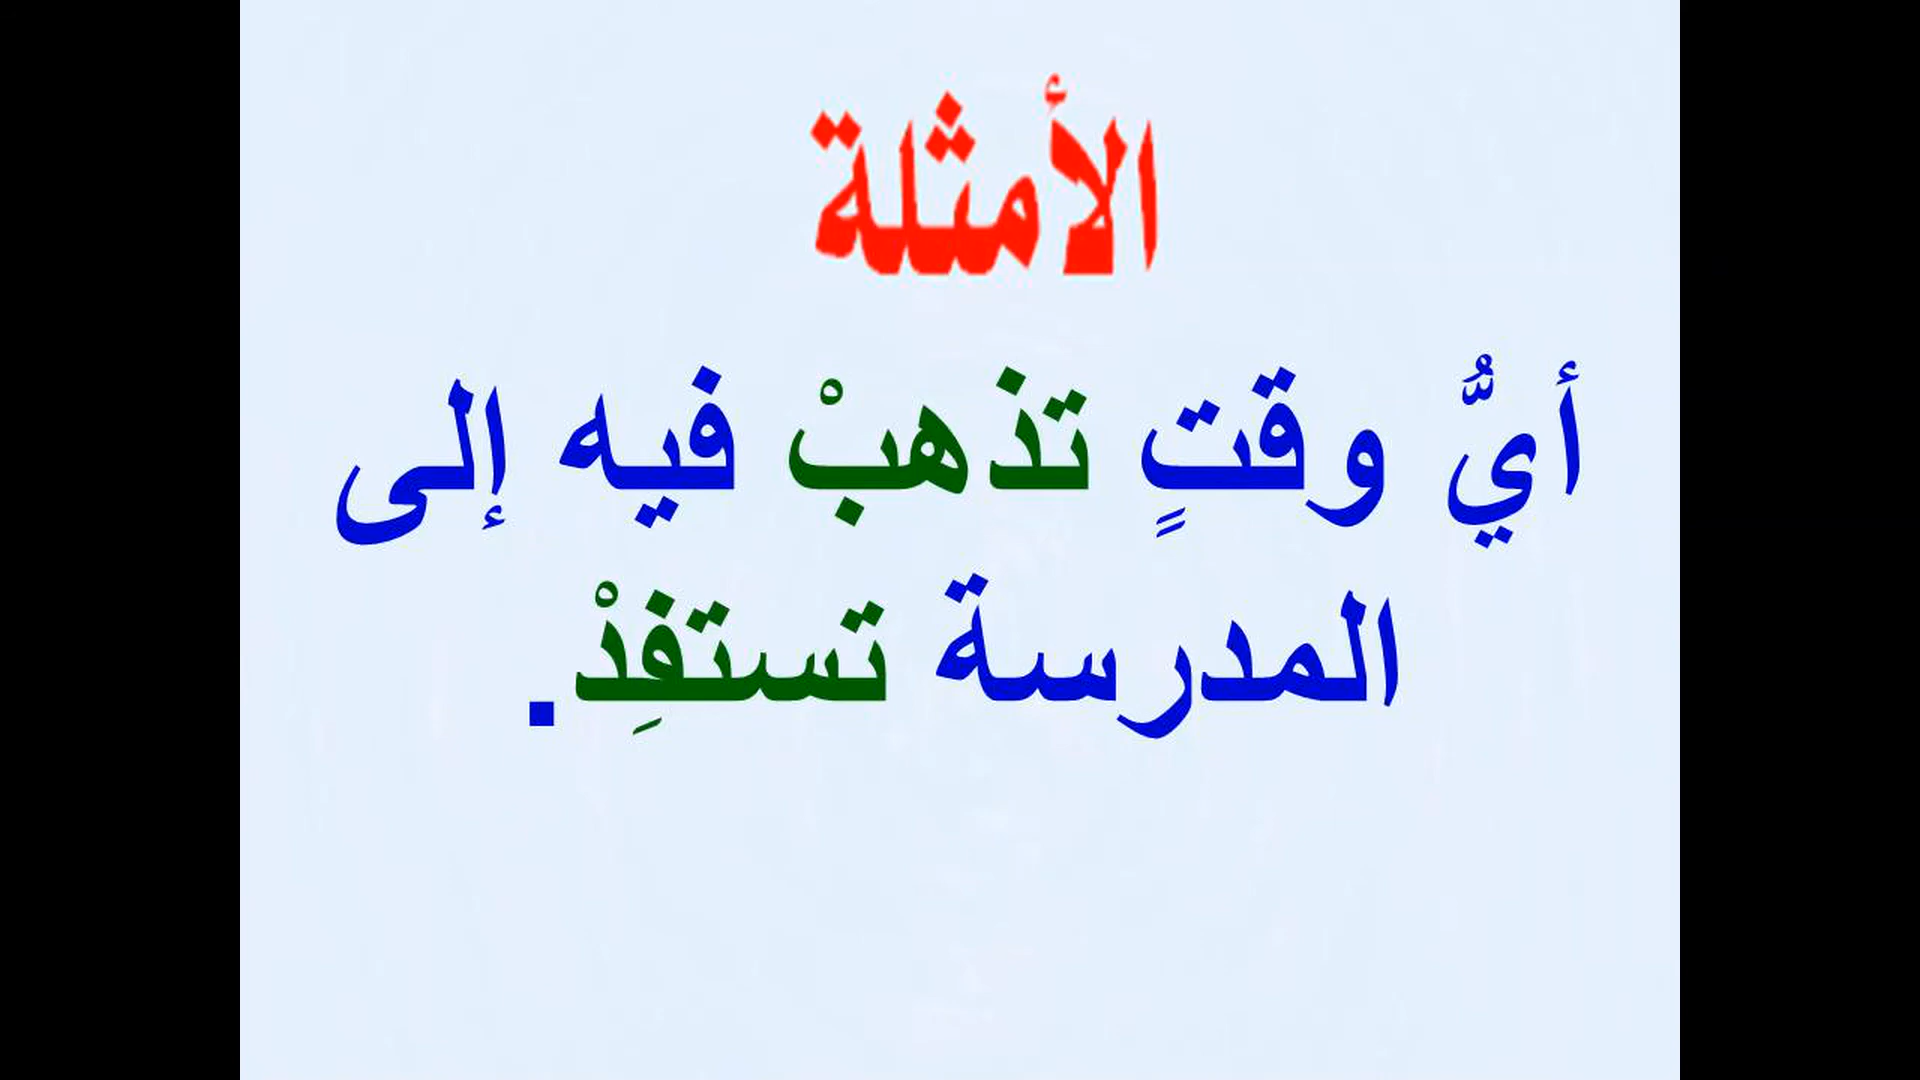 الأمثلة
أيُّ وقتٍ تذهبْ فيه إلى
المدرسة تستفِدْ.